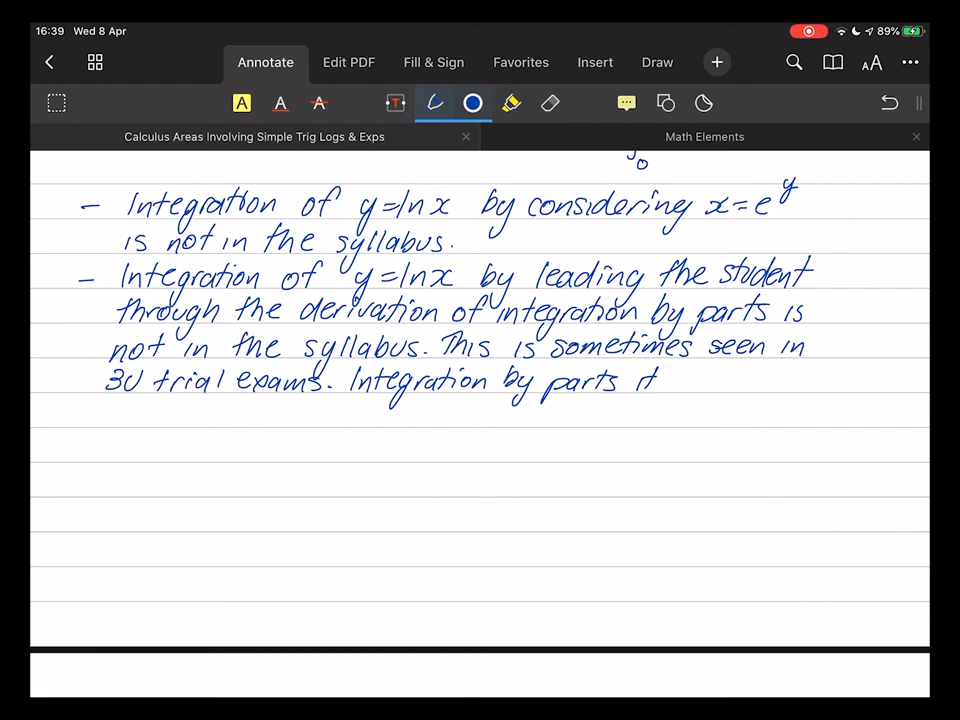 16:39 Wed 8 Apr 89%
Annotate Edit PDF Fill & Sign Favorites Insert Draw
Calculus Areas Involving Simple Trig Logs & Exps Math Elements
- Integration of y=ln x by considering x=e^y
is not in the syllabus.
- Integration of y=ln x by leading the student
through the derivation of integration by parts is
not in the syllabus. This is sometimes seen in
3U trial exams. Integration by parts it